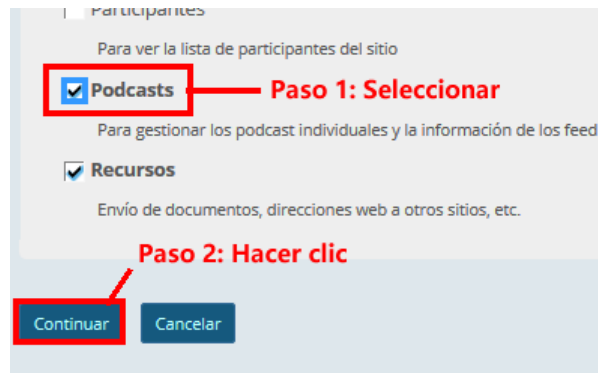 Participantes
Para ver la lista de participantes del sitio
Podcasts
Paso 1: Seleccionar
Para gestionar los podcast individuales y la información de los feed
Recursos
Envío de documentos, direcciones web a otros sitios, etc.
Paso 2: Hacer clic
Continuar
Cancelar